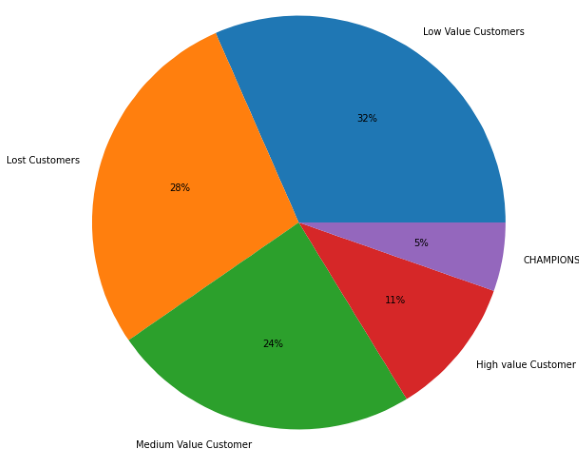 Low Value Customers
32%
Lost Customers
28%
5%
CHAMPIONS
11%
24%
High value Customer
Medium Value Customer